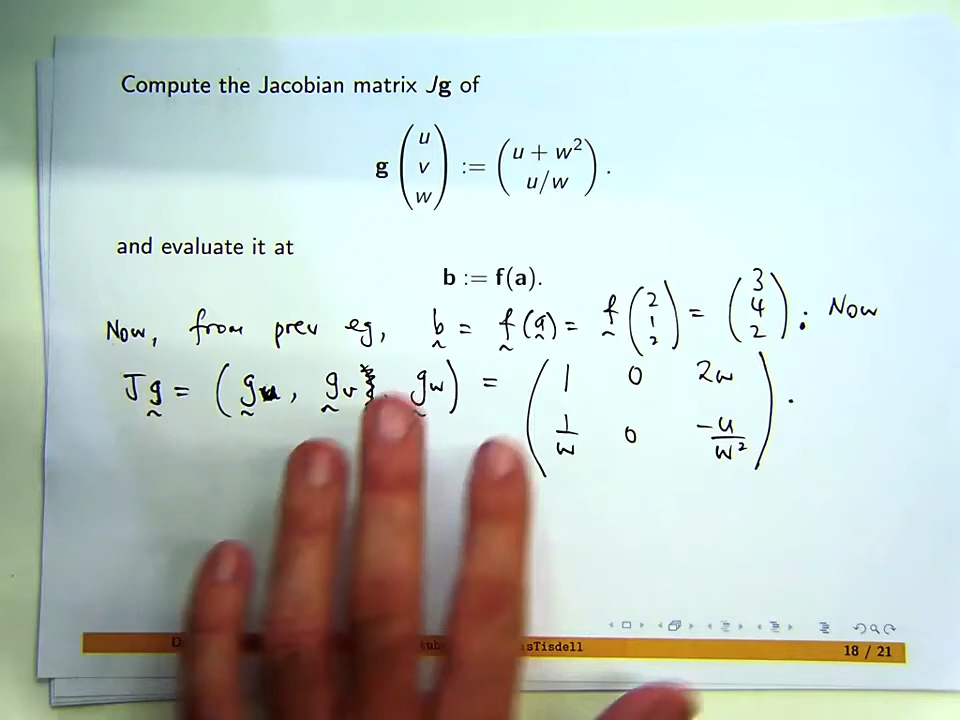 Compute the Jacobian matrix Jg of
g (u v w) := (u + w² u/w).
and evaluate it at
b := f(a).
Now, from prev eg, b = f(a) = f (2 1 2) = (3 4 2) : Now
Jg = (gu, gv, gw) = (1 0 2w
1/w 0 -u/w²).
sTisdell
18 / 21